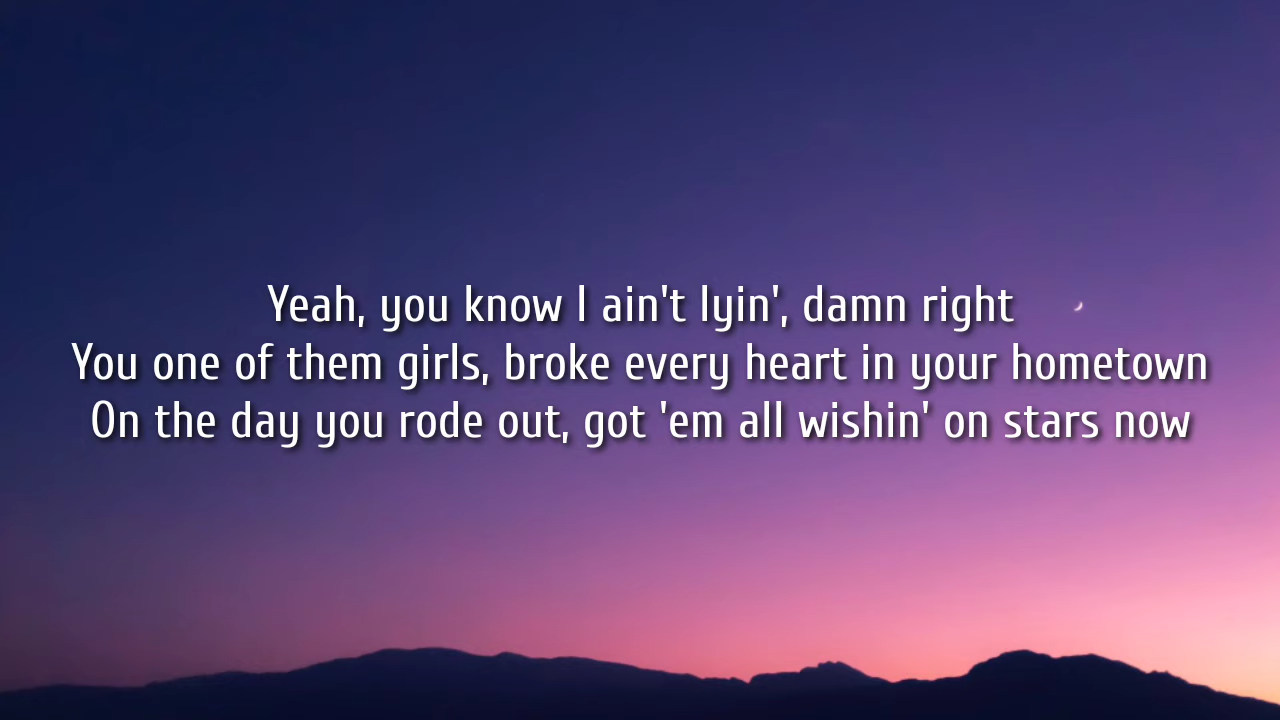 Yeah, you know I ain't lyin', damn right
You one of them girls, broke every heart in your hometown
On the day you rode out, got 'em all wishin' on stars now